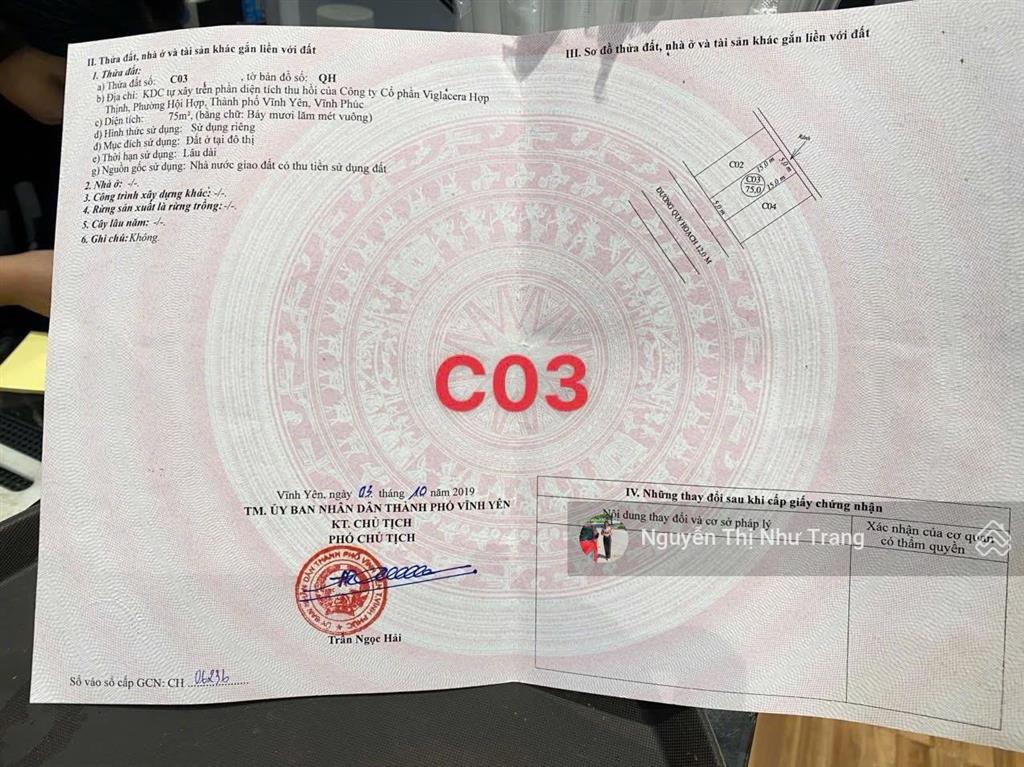 II. Thửa đất, nhà ở và tài sản khác gắn liền với đất
1. Thửa đất:
a) Thửa đất số: C03, tờ bản đồ số: QH
b) Địa chỉ: KDC tự xây trên phần diện tích thu hồi của Công ty Cổ phần Viglacera Hợp
Thịnh, Phường Hội Hợp, Thành phố Vĩnh Yên, Vĩnh Phúc
c) Diện tích: 75m², (bằng chữ: Bảy mươi lăm mét vuông)
d) Hình thức sử dụng: Sử dụng riêng
đ) Mục đích sử dụng: Đất ở tại đô thị
e) Thời hạn sử dụng: Lâu dài
g) Nguồn gốc sử dụng: Nhà nước giao đất có thu tiền sử dụng đất
2. Nhà ở: -/-.
3. Công trình xây dựng khác: -/-.
4. Rừng sản xuất là rừng trồng: -/-.
5. Cây lâu năm: -/-.
6. Ghi chú: Không.
III. Sơ đồ thửa đất, nhà ở và tài sản khác gắn liền với đất
Kênh
C02
15.0 m
5.0 m
C03
75.0
15.0 m
5.0 m
C04
ĐƯỜNG QUY HOẠCH 12.0 M
C03
Vĩnh Yên, ngày 03 tháng 10 năm 2019
TM. ỦY BAN NHÂN DÂN THÀNH PHỐ VĨNH YÊN
KT. CHỦ TỊCH
PHÓ CHỦ TỊCH
Trần Ngọc Hải
Số vào sổ cấp GCN: CH 06236
IV. Những thay đổi sau khi cấp giấy chứng nhận
Nội dung thay đổi và cơ sở pháp lý
Xác nhận của cơ quan
có thẩm quyền
Nguyễn Thị Như Trang